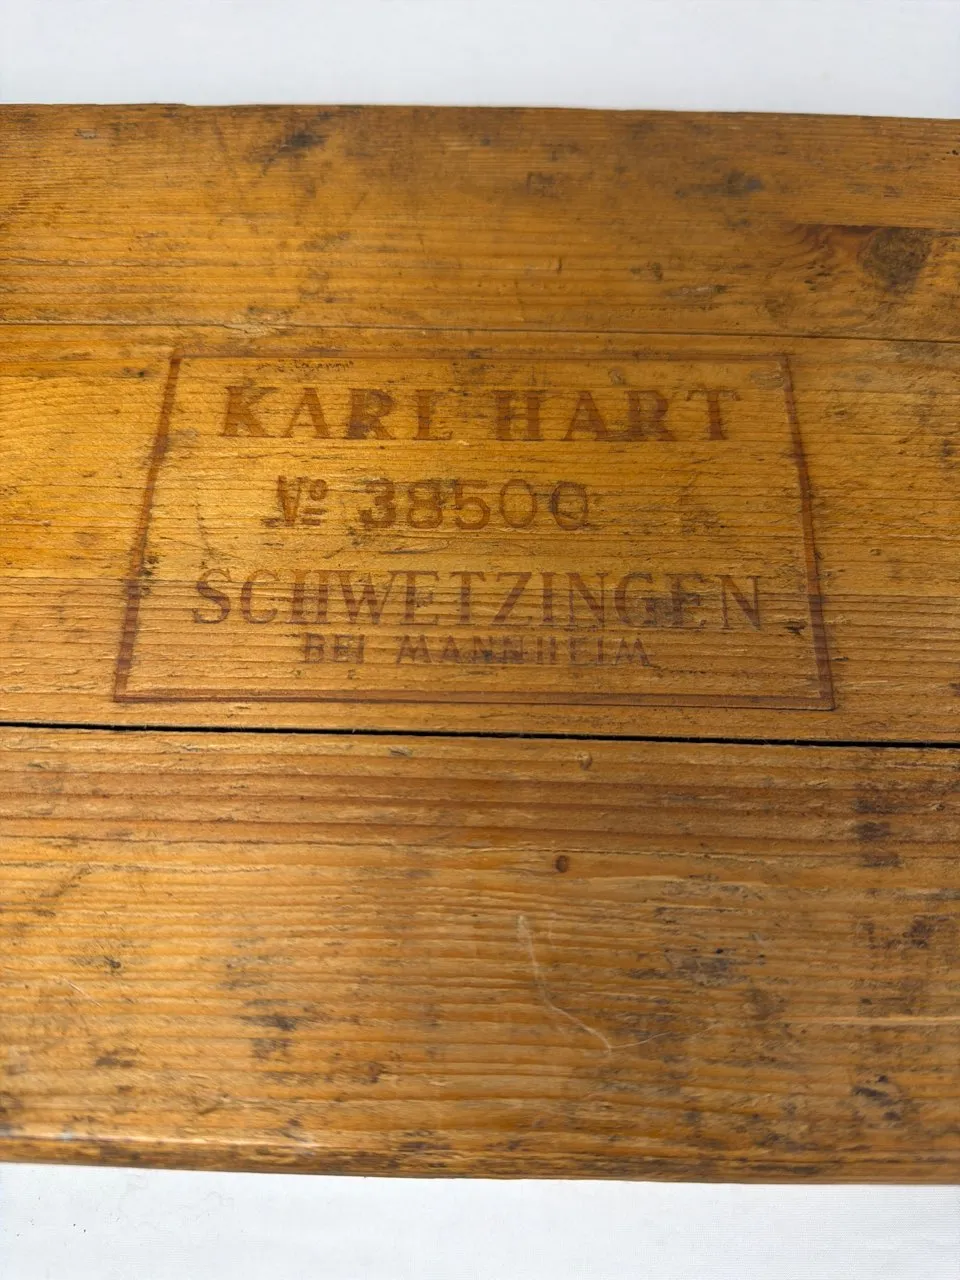 KARL HART
No 38500
SCHWETZINGEN
BEI MANNHEIM